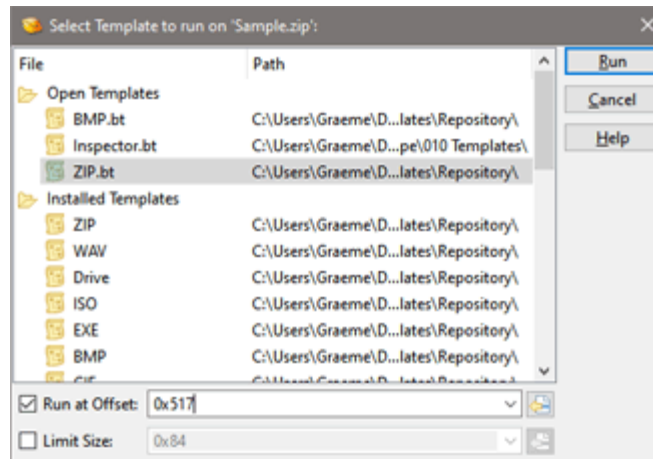 Select Template to run on 'Sample.zip':
File Path
Run
Open Templates
Cancel
BMP.bt C:\Users\Graeme\D...lates\Repository\
Inspector.bt C:\Users\Graeme\D...pe\010 Templates\
Help
ZIP.bt C:\Users\Graeme\D...lates\Repository\
Installed Templates
ZIP C:\Users\Graeme\D...lates\Repository\
WAV C:\Users\Graeme\D...lates\Repository\
Drive C:\Users\Graeme\D...lates\Repository\
ISO C:\Users\Graeme\D...lates\Repository\
EXE C:\Users\Graeme\D...lates\Repository\
BMP C:\Users\Graeme\D...lates\Repository\
Run at Offset: 0x517
Limit Size: 0x84